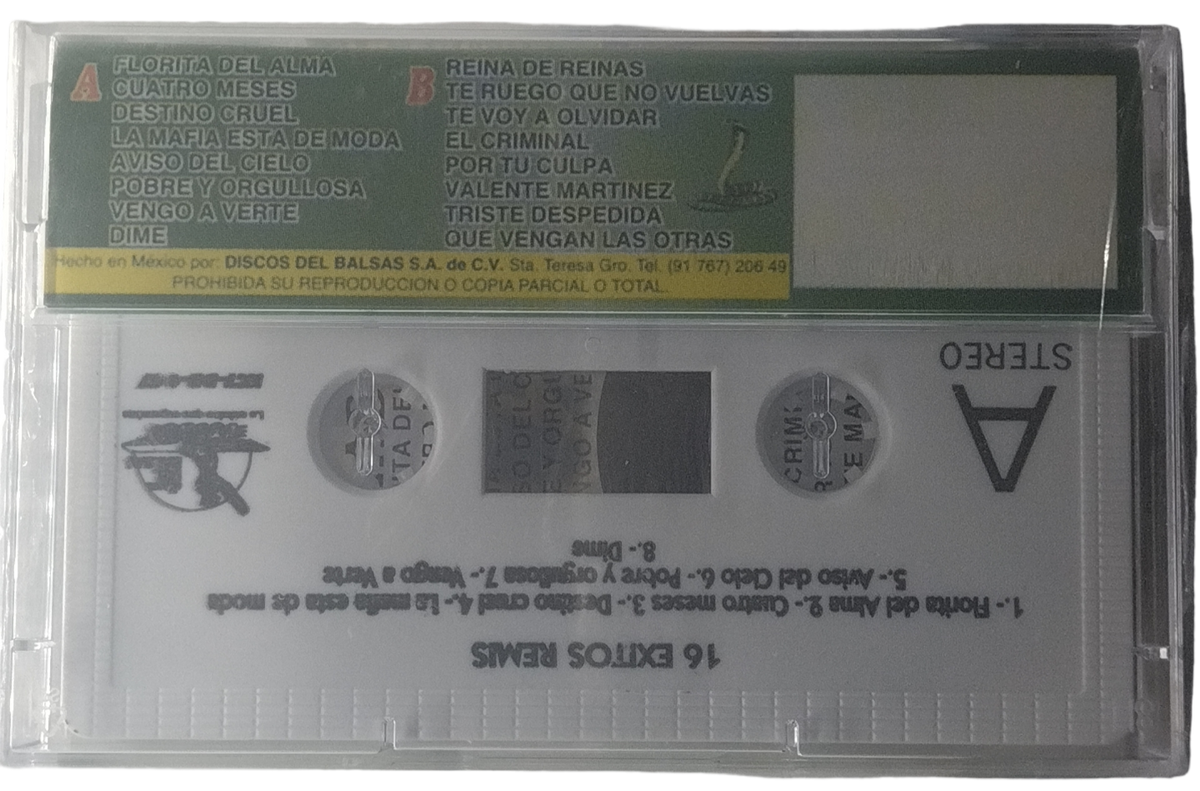 A
FLORITA DEL ALMA
CUATRO MESES
DESTINO CRUEL
LA MAFIA ESTA DE MODA
AVISO DEL CIELO
POBRE Y ORGULLOSA
VENGO A VERTE
DIME
B
REINA DE REINAS
TE RUEGO QUE NO VUELVAS
TE VOY A OLVIDAR
EL CRIMINAL
POR TU CULPA
VALENTE MARTINEZ
TRISTE DESPEDIDA
QUE VENGAN LAS OTRAS
Hecho en México por: DISCOS DEL BALSAS S.A. de C.V. Sta. Teresa Gro. Tel. (91 767) 206 49
PROHIBIDA SU REPRODUCCION O COPIA PARCIAL O TOTAL.
16 EXITOS REMIS
1.- Florita del Alma 2.- Cuatro meses 3.- Destino cruel 4.- La mafia esta de moda
5.- Aviso del Cielo 6.- Pobre y orgullosa 7.- Vengo a Verte
8.- Dime
A
STEREO